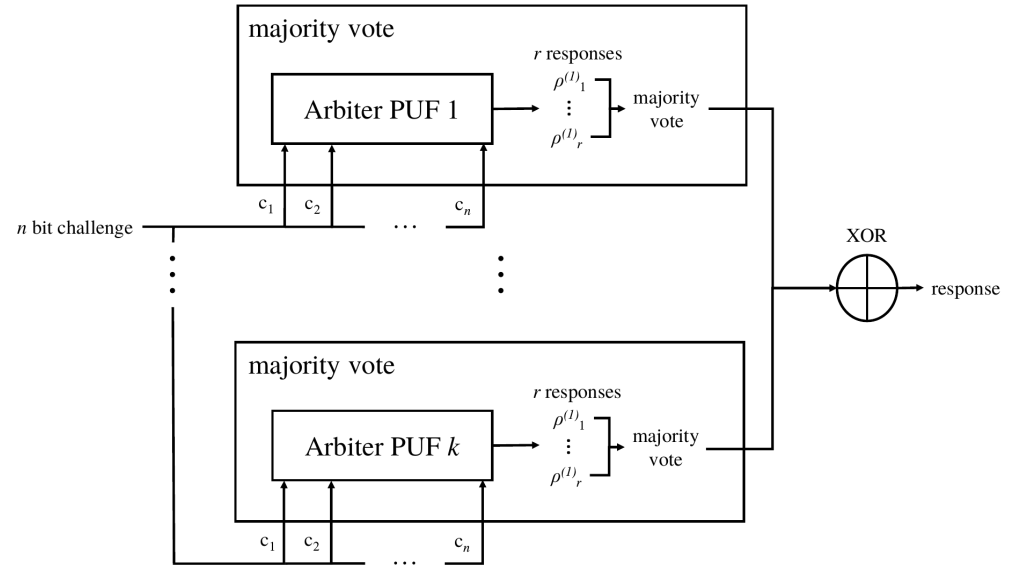 majority vote
r responses
Arbiter PUF 1
ρ(1)1
⋮
ρ(1)r
majority
vote
c1 c2 ... cn
n bit challenge
XOR
response
majority vote
r responses
Arbiter PUF k
ρ(1)1
⋮
ρ(1)r
majority
vote
c1 c2 ... cn